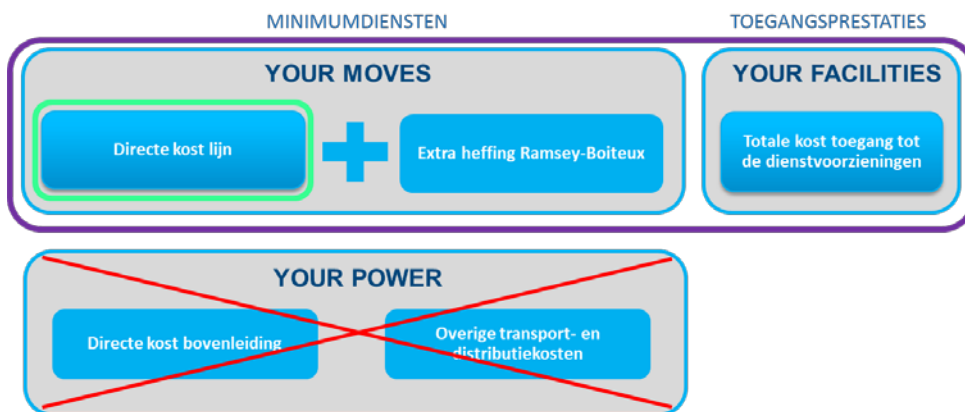 MINIMUMDIENSTEN
TOEGANGSPRESTATIES
YOUR MOVES
YOUR FACILITIES
Directe kost lijn
Extra heffing Ramsey-Boiteux
Totale kost toegang tot
de dienstvoorzieningen
YOUR POWER
Directe kost bovenleiding
Overige transport- en
distributiekosten